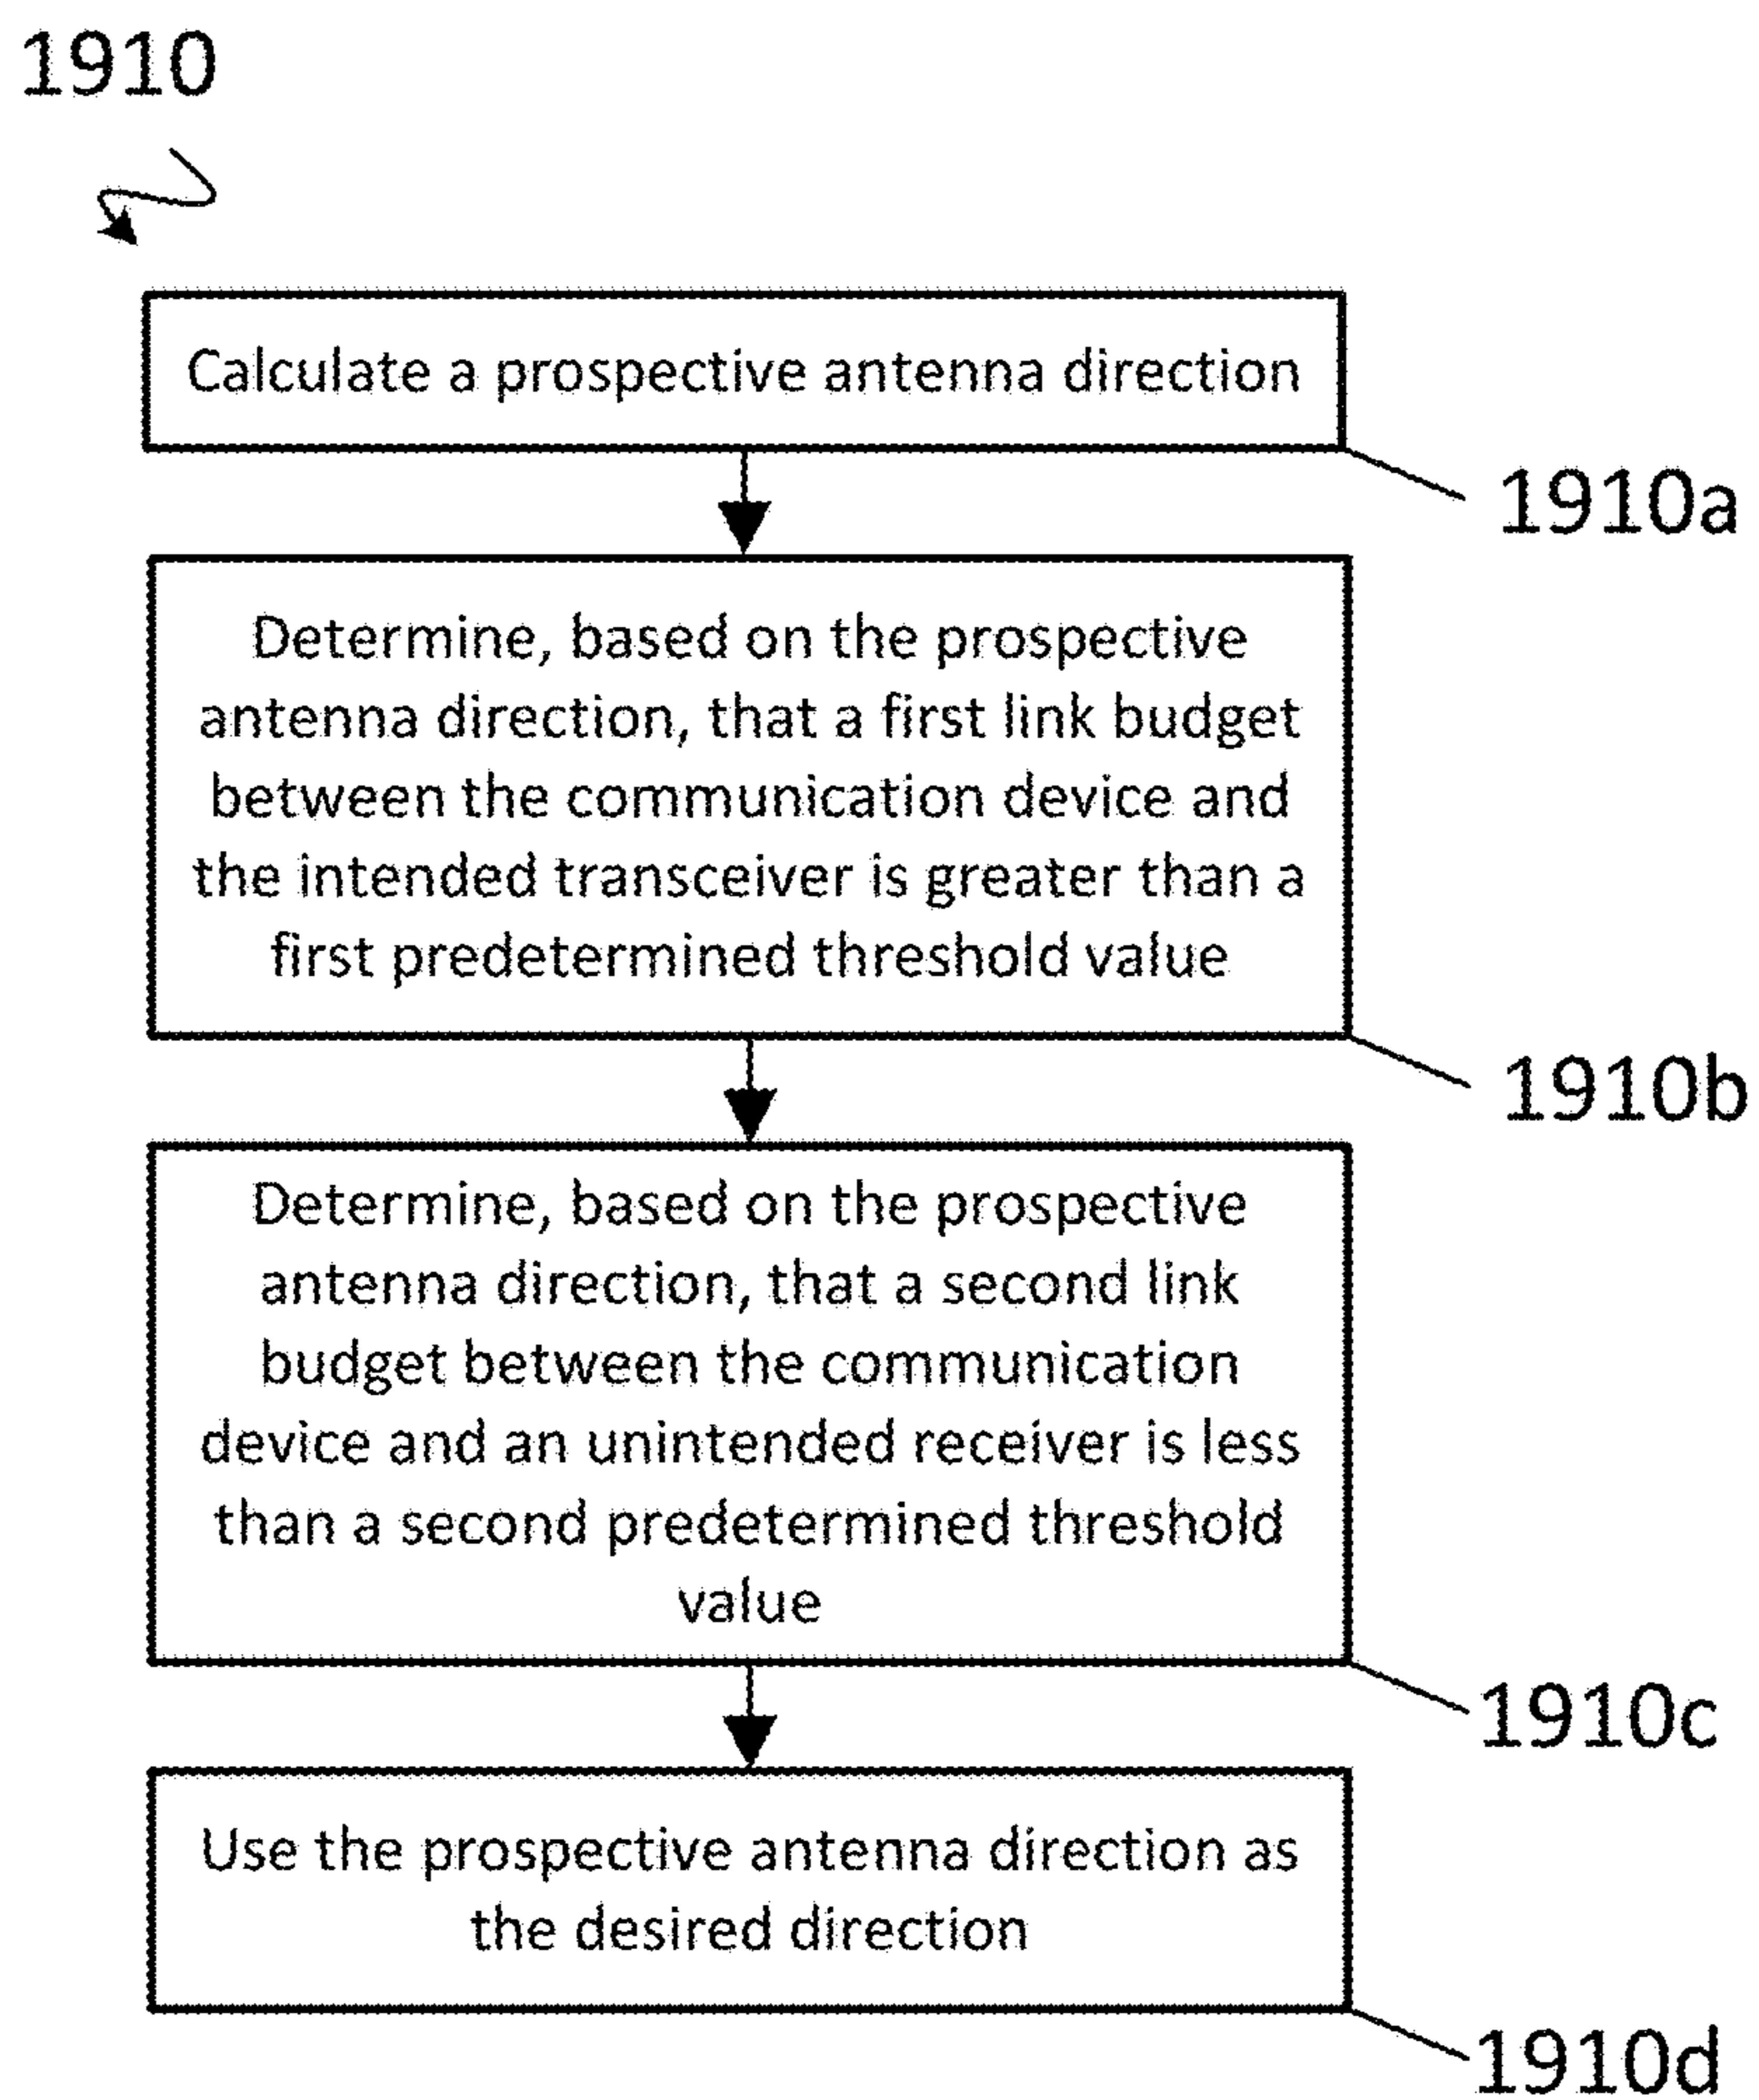 1910
Calculate a prospective antenna direction
1910a
Determine, based on the prospective
antenna direction, that a first link budget
between the communication device and
the intended transceiver is greater than a
first predetermined threshold value
1910b
Determine, based on the prospective
antenna direction, that a second link
budget between the communication
device and an unintended receiver is less
than a second predetermined threshold
value
1910c
Use the prospective antenna direction as
the desired direction
1910d